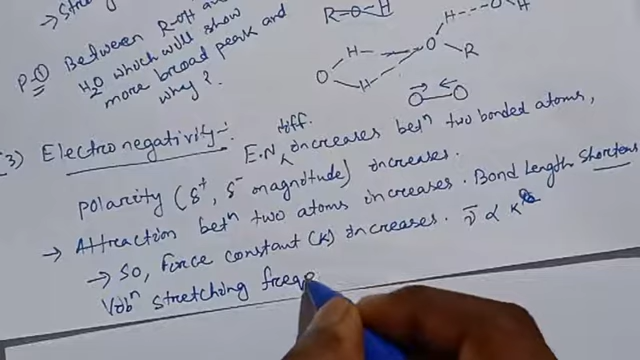 → Stro
R-O-H
P-① Between R-OH a
H₂O which will show
more broad peak and
why?
H
O
H
O
H
O
H
R
O O
(3) Electronegativity-:
E.N. diff. increases betⁿ two bonded atoms,
polarity (δ⁺, δ⁻ magnitude) increases.
→ Attraction betⁿ two atoms increases. Bond Length Shortens
→ So, Force constant (K) increases. ν̄ ∝ K
Vibⁿ stretching freq